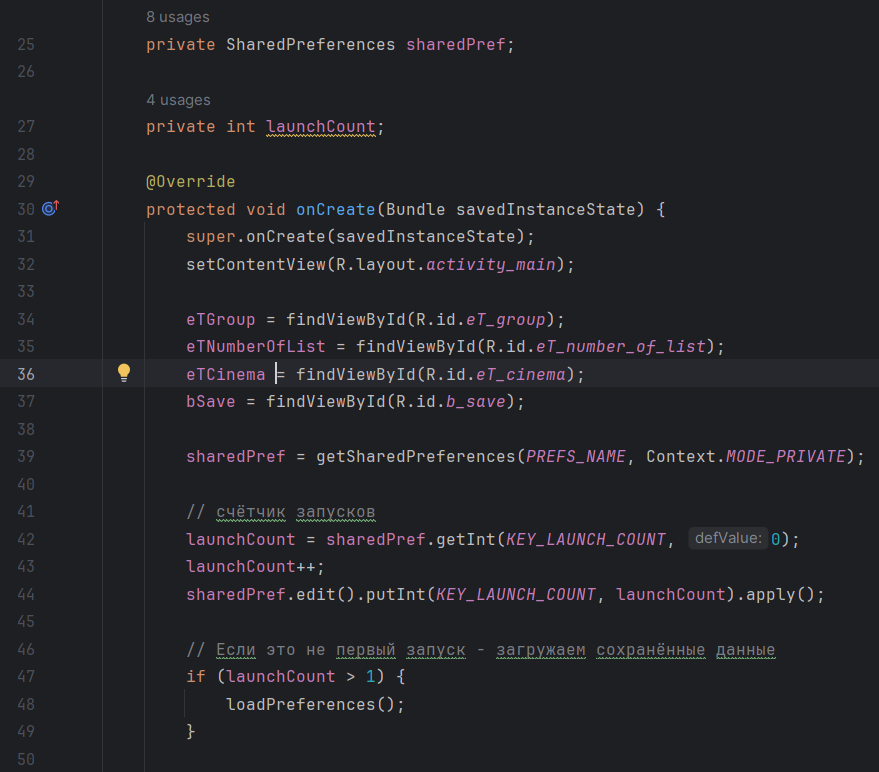 8 usages
25 private SharedPreferences sharedPref;
26
4 usages
27 private int launchCount;
28
29 @Override
30 protected void onCreate(Bundle savedInstanceState) {
31 super.onCreate(savedInstanceState);
32 setContentView(R.layout.activity_main);
33
34 eTGroup = findViewById(R.id.eT_group);
35 eTNumberOfList = findViewById(R.id.eT_number_of_list);
36 eTCinema = findViewById(R.id.eT_cinema);
37 bSave = findViewById(R.id.b_save);
38
39 sharedPref = getSharedPreferences(PREFS_NAME, Context.MODE_PRIVATE);
40
41 // счётчик запусков
42 launchCount = sharedPref.getInt(KEY_LAUNCH_COUNT, defValue: 0);
43 launchCount++;
44 sharedPref.edit().putInt(KEY_LAUNCH_COUNT, launchCount).apply();
45
46 // Если это не первый запуск - загружаем сохранённые данные
47 if (launchCount > 1) {
48 loadPreferences();
49 }
50